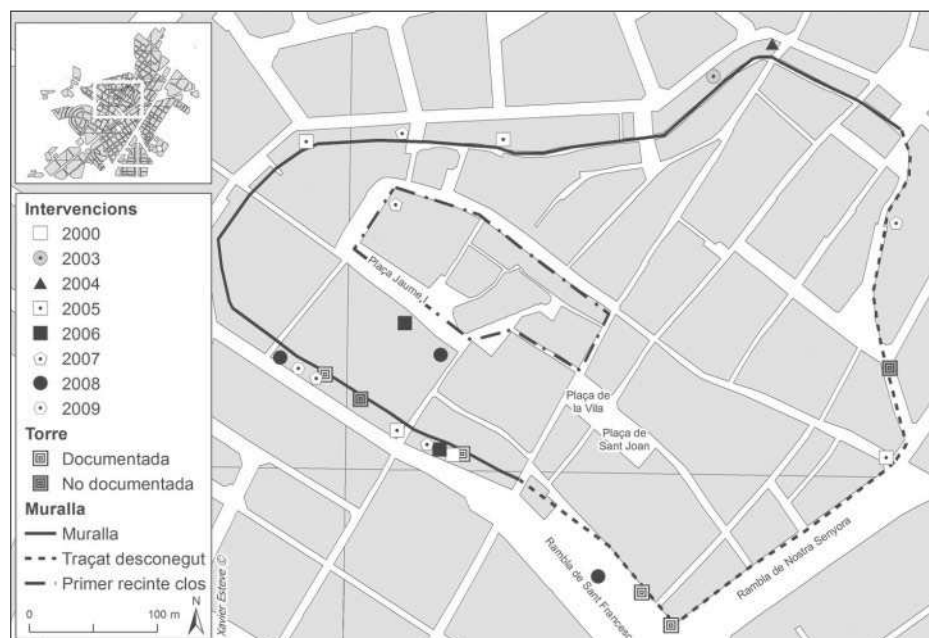 Intervencions
2000
2003
2004
2005
2006
2007
2008
2009
Torre
Documentada
No documentada
Muralla
Muralla
Traçat desconegut
Primer recinte clos
0 100 m
N
Xavier Esteve ©
Plaça Jaume I
Plaça de
la Vila
Plaça de
Sant Joan
Rambla de Sant Francesc
Rambla de Nostra Senyora